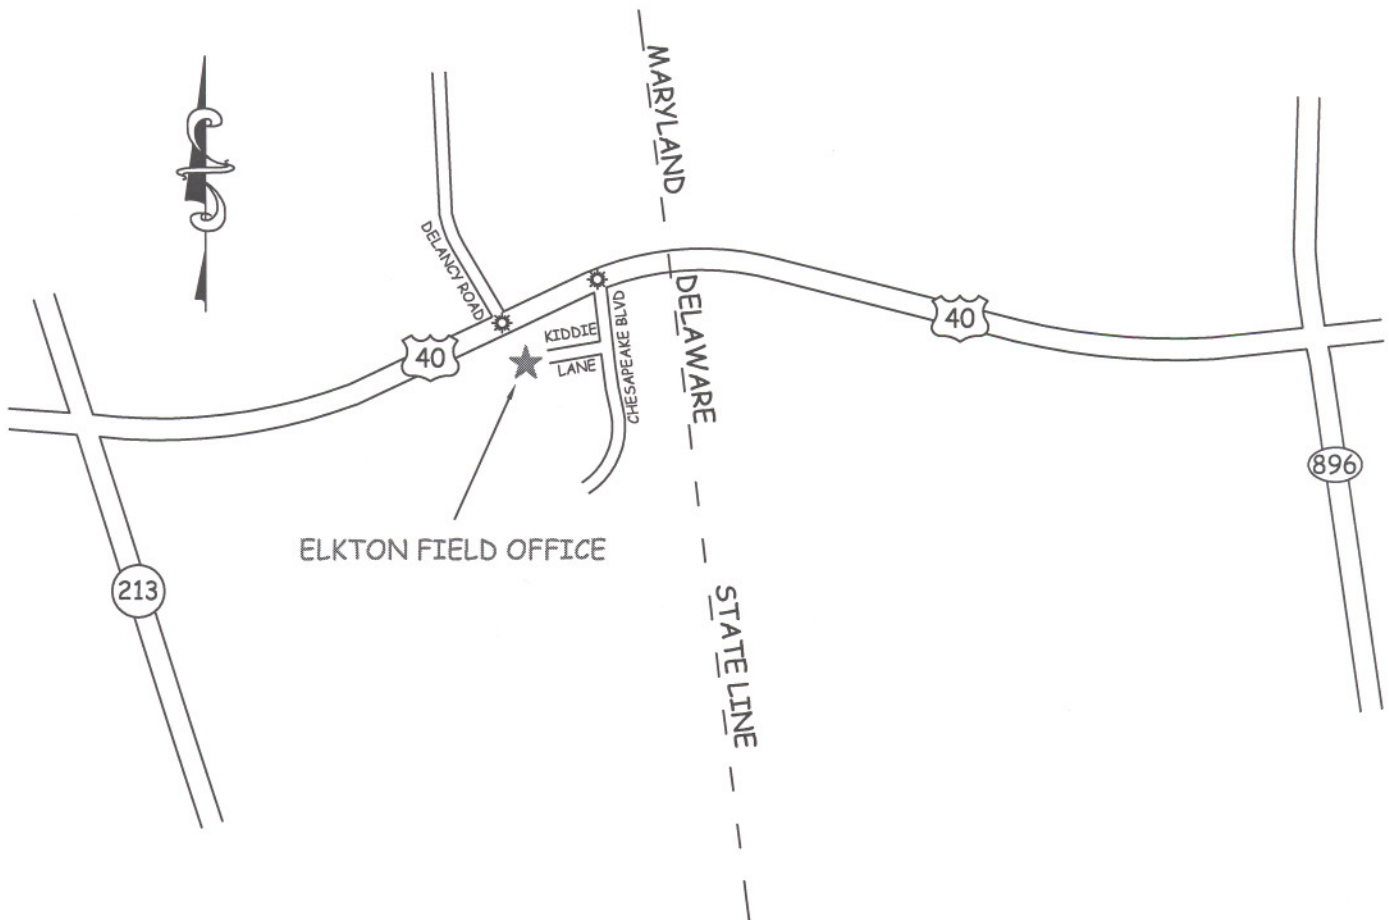 MARYLAND
DELANCY ROAD
DELAWARE
40
KIDDIE
LANE
CHESAPEAKE BLVD
40
896
ELKTON FIELD OFFICE
213
STATE LINE